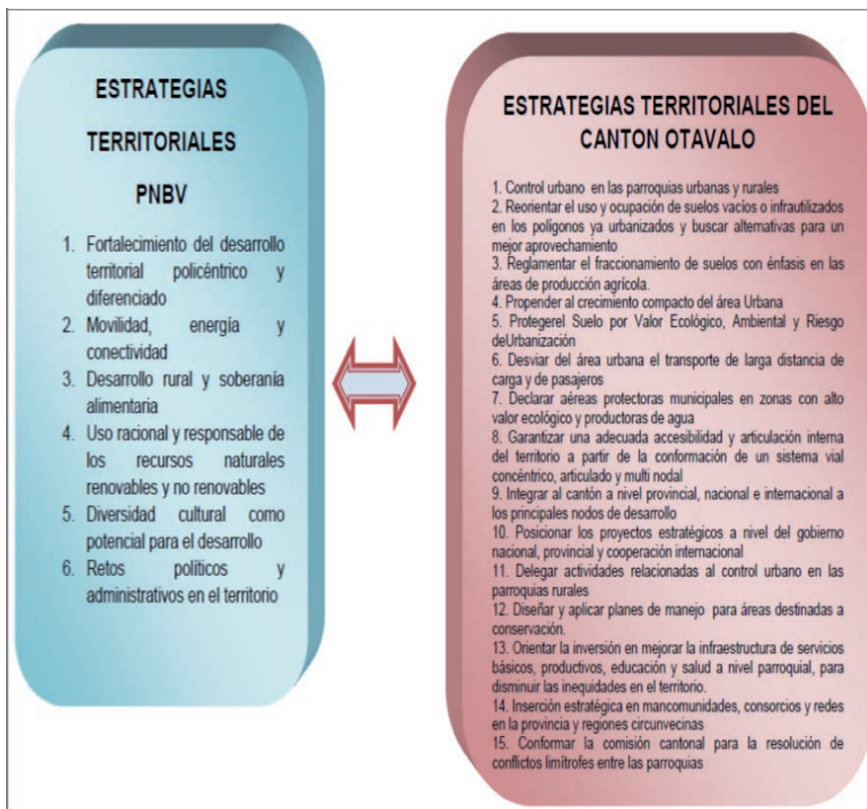 ESTRATEGIAS
TERRITORIALES
PNBV
1. Fortalecimiento del desarrollo
territorial policéntrico y
diferenciado
2. Movilidad, energía y
conectividad
3. Desarrollo rural y soberanía
alimentaria
4. Uso racional y responsable de
los recursos naturales
renovables y no renovables
5. Diversidad cultural como
potencial para el desarrollo
6. Retos políticos y
administrativos en el territorio
ESTRATEGIAS TERRITORIALES DEL
CANTON OTAVALO
1. Control urbano en las parroquias urbanas y rurales
2. Reorientar el uso y ocupación de suelos vacíos o infrautilizados
en los polígonos ya urbanizados y buscar alternativas para un
mejor aprovechamiento
3. Reglamentar el fraccionamiento de suelos con énfasis en las
áreas de producción agrícola.
4. Propender al crecimiento compacto del área Urbana
5. Protegerel Suelo por Valor Ecológico, Ambiental y Riesgo
deUrbanización
6. Desviar del área urbana el transporte de larga distancia de
carga y de pasajeros
7. Declarar aéreas protectoras municipales en zonas con alto
valor ecológico y productoras de agua
8. Garantizar una adecuada accesibilidad y articulación interna
del territorio a partir de la conformación de un sistema vial
concéntrico, articulado y multi nodal
9. Integrar al cantón a nivel provincial, nacional e internacional a
los principales nodos de desarrollo
10. Posicionar los proyectos estratégicos a nivel del gobierno
nacional, provincial y cooperación internacional
11. Delegar actividades relacionadas al control urbano en las
parroquias rurales
12. Diseñar y aplicar planes de manejo para áreas destinadas a
conservación.
13. Orientar la inversión en mejorar la infraestructura de servicios
básicos, productivos, educación y salud a nivel parroquial, para
disminuir las inequidades en el territorio.
14. Inserción estratégica en mancomunidades, consorcios y redes
en la provincia y regiones circunvecinas
15. Conformar la comisión cantonal para la resolución de
conflictos limítrofes entre las parroquias